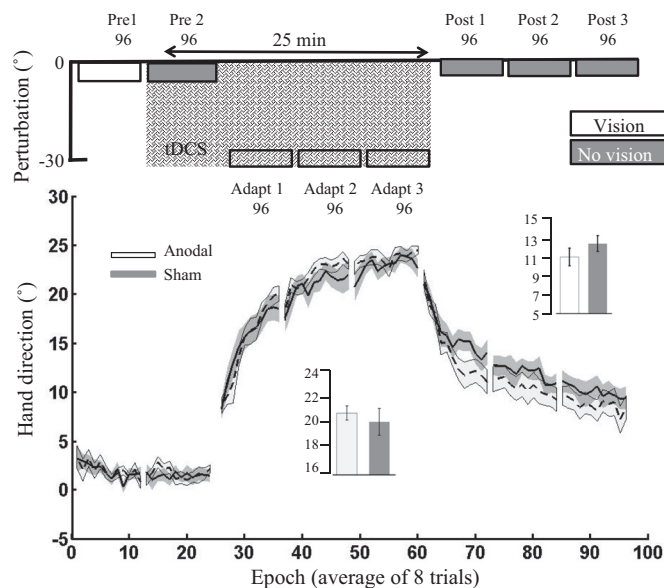 Pre1 Pre 2 Post 1 Post 2 Post 3
96 96 25 min 96 96 96
Perturbation (°)
0
-30
tDCS
Vision
No vision
Adapt 1 Adapt 2 Adapt 3
96 96 96
Hand direction (°)
30
25
20
15
10
5
0
-5
Anodal
Sham
15
13
11
9
7
5
24
22
20
18
16
0 10 20 30 40 50 60 70 80 90 100
Epoch (average of 8 trials)